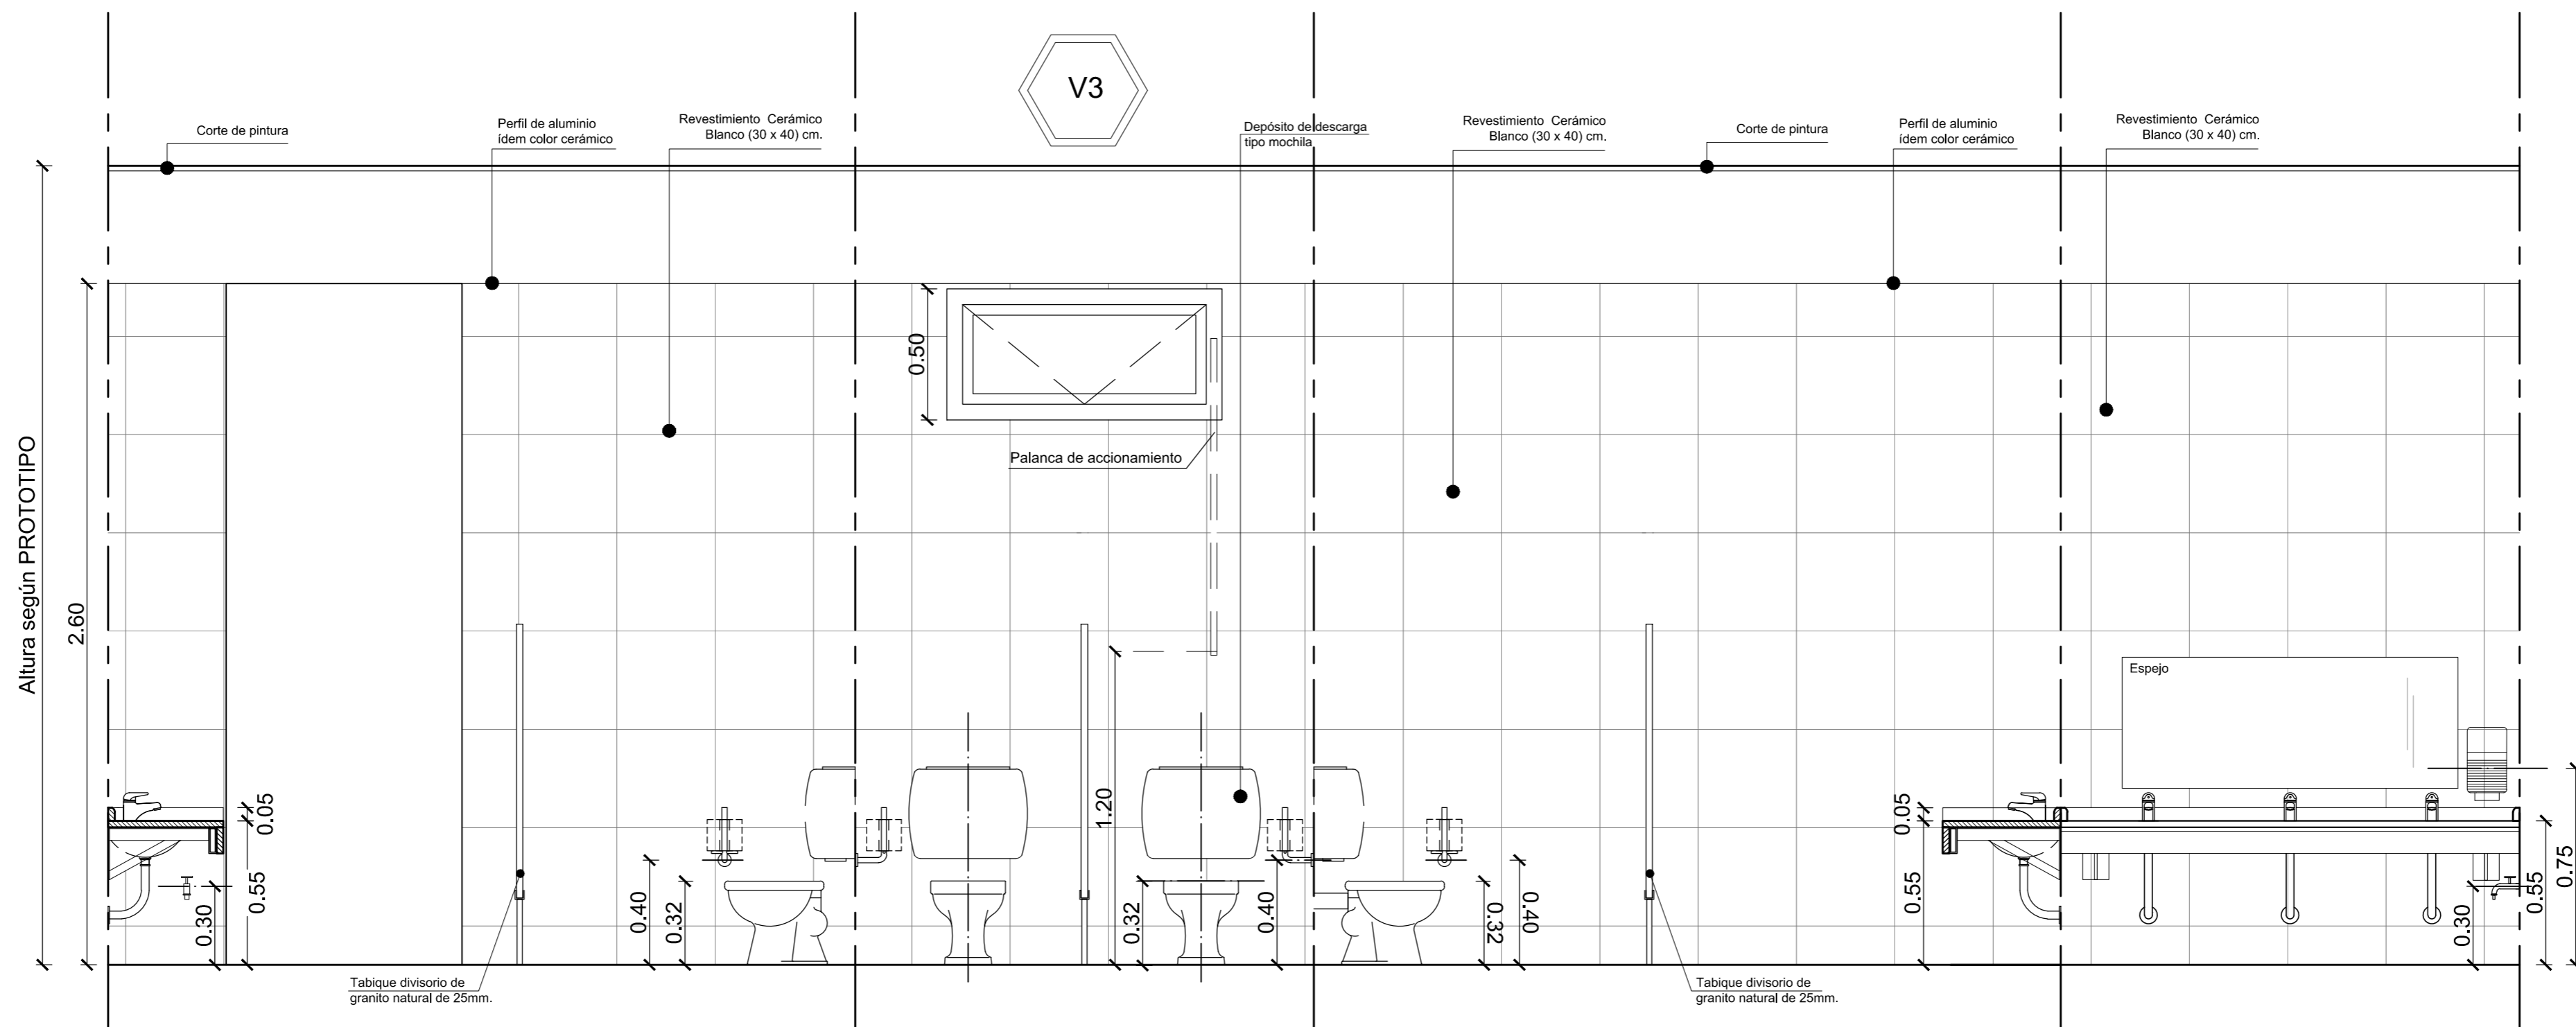 V3
Corte de pintura
Perfil de aluminio
ídem color cerámico
Revestimiento Cerámico
Blanco (30 x 40) cm.
Depósito de descarga
tipo mochila
Revestimiento Cerámico
Blanco (30 x 40) cm.
Corte de pintura
Perfil de aluminio
ídem color cerámico
Revestimiento Cerámico
Blanco (30 x 40) cm.
Altura según PROTOTIPO
2.60
0.50
Palanca de accionamiento
Espejo
0.05
0.55
0.30
0.40
0.32
1.20
0.32
0.40
0.32
0.40
0.05
0.55
0.30
0.55
0.75
Tabique divisorio de
granito natural de 25mm.
Tabique divisorio de
granito natural de 25mm.